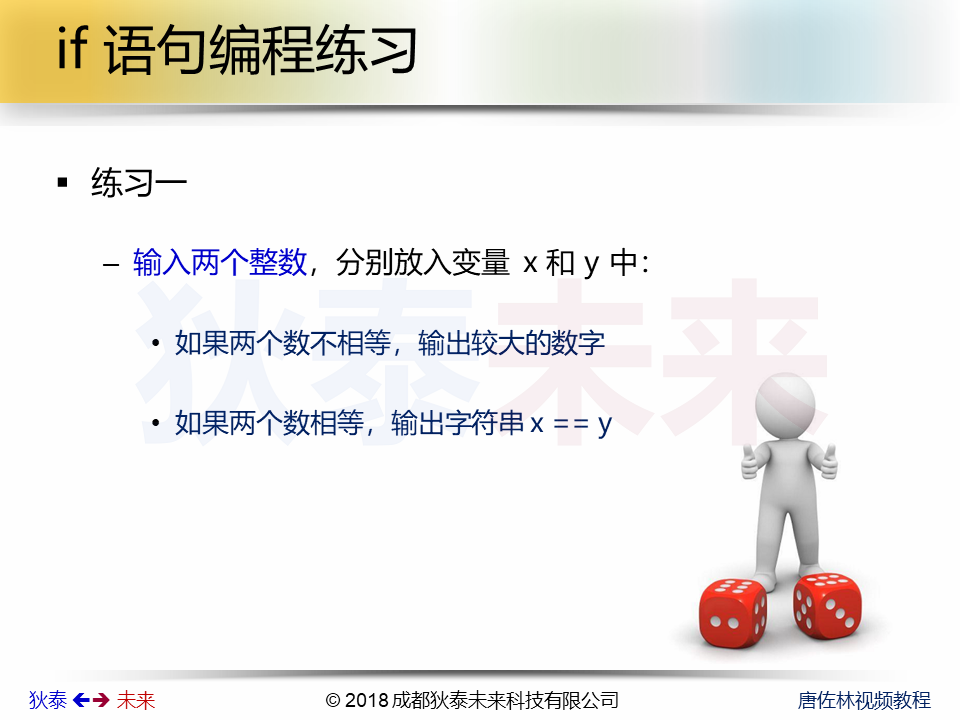 if 语句编程练习
▪ 练习一
– 输入两个整数，分别放入变量 x 和 y 中：
• 如果两个数不相等，输出较大的数字
• 如果两个数相等，输出字符串 x == y
狄泰未来
狄泰 ←→ 未来
© 2018 成都狄泰未来科技有限公司
唐佐林视频教程